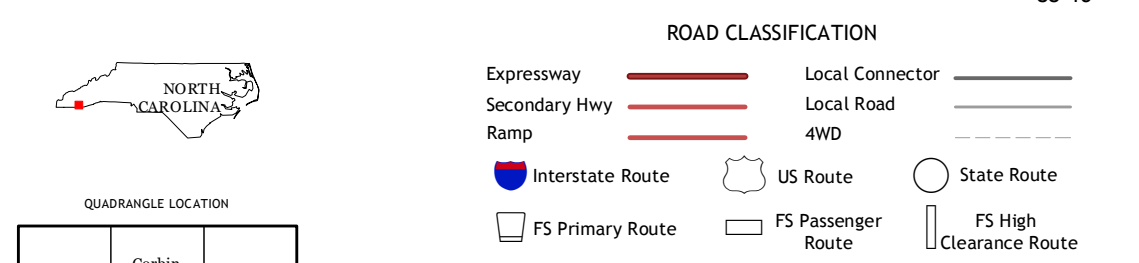 ROAD CLASSIFICATION
Expressway
Local Connector
Secondary Hwy
Local Road
Ramp
4WD
Interstate Route
US Route
State Route
FS Primary Route
FS Passenger
Route
FS High
Clearance Route
NORTH
CAROLINA
QUADRANGLE LOCATION